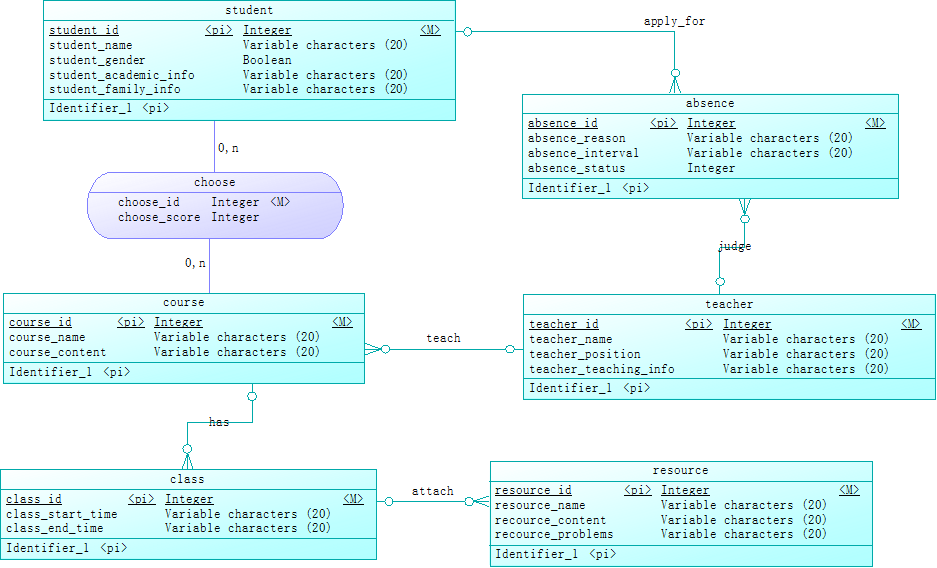 student
student_id <pi> Integer <M>
student_name Variable characters (20)
student_gender Boolean
student_academic_info Variable characters (20)
student_family_info Variable characters (20)
Identifier_1 <pi>
apply_for
absence
absence_id <pi> Integer <M>
absence_reason Variable characters (20)
absence_interval Variable characters (20)
absence_status Integer
Identifier_1 <pi>
0,n
choose
choose_id Integer <M>
choose_score Integer
0,n
judge
course
course_id <pi> Integer <M>
course_name Variable characters (20)
course_content Variable characters (20)
Identifier_1 <pi>
teach
teacher
teacher_id <pi> Integer <M>
teacher_name Variable characters (20)
teacher_position Variable characters (20)
teacher_teaching_info Variable characters (20)
Identifier_1 <pi>
has
class
class_id <pi> Integer <M>
class_start_time Variable characters (20)
class_end_time Variable characters (20)
Identifier_1 <pi>
attach
resource
resource_id <pi> Integer <M>
resource_name Variable characters (20)
recource_content Variable characters (20)
recource_problems Variable characters (20)
Identifier_1 <pi>